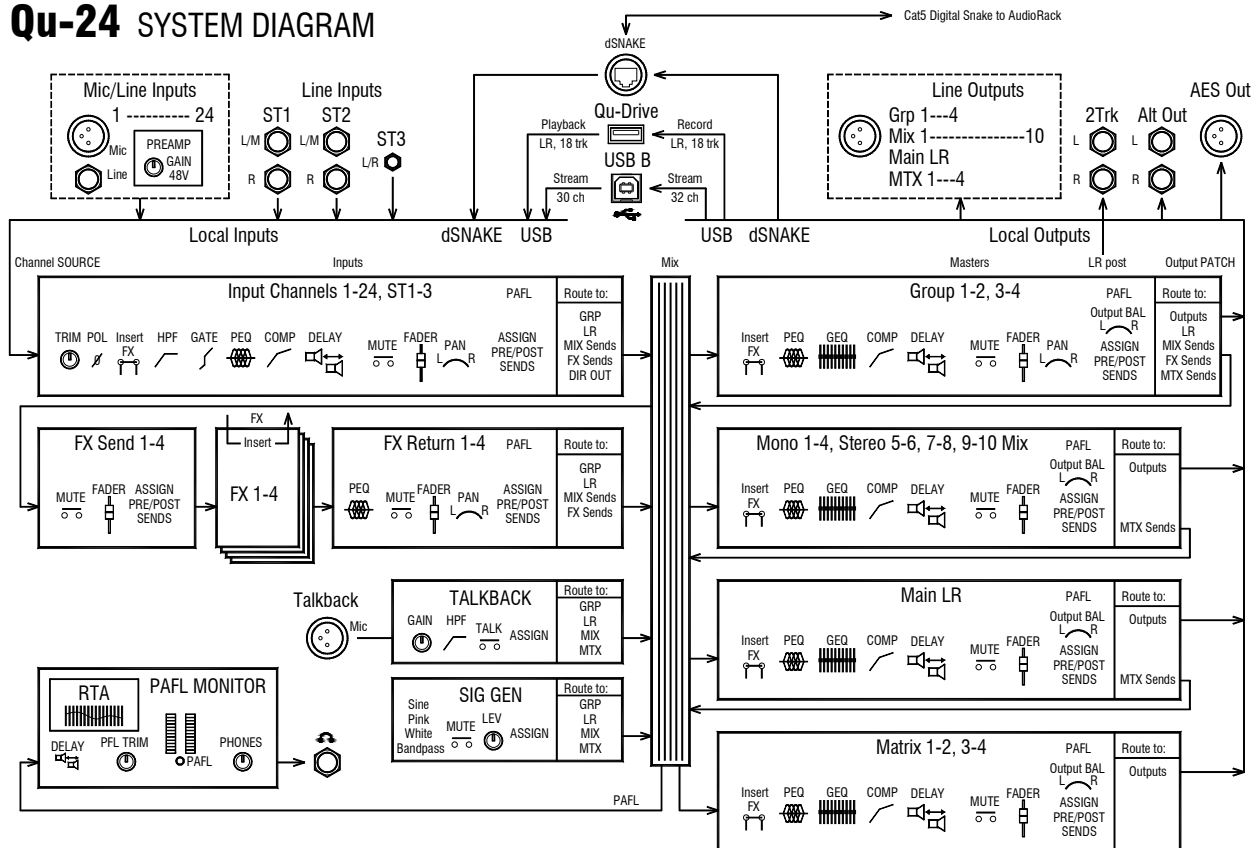 Qu-24 SYSTEM DIAGRAM
Cat5 Digital Snake to AudioRack
dSNAKE
Mic/Line Inputs
1 ---------- 24
Mic
Line
PREAMP
GAIN
48V
Line Inputs
ST1
ST2
ST3
L/M
L/M
L/R
R
R
Qu-Drive
Playback
LR, 18 trk
Record
LR, 18 trk
USB B
Stream
30 ch
Stream
32 ch
Line Outputs
Grp 1---4
Mix 1----------------10
Main LR
MTX 1---4
2Trk
Alt Out
AES Out
L
L
R
R
Local Inputs
dSNAKE
USB
USB
dSNAKE
Local Outputs
Channel SOURCE
Inputs
Mix
Masters
LR post
Output PATCH
Input Channels 1-24, ST1-3
PAFL
Route to:
TRIM POL Insert FX HPF GATE PEQ COMP DELAY MUTE FADER L PAN R
ASSIGN
PRE/POST
SENDS
GRP
LR
MIX Sends
FX Sends
DIR OUT
Group 1-2, 3-4
PAFL
Output BAL
L R
Route to:
Insert FX PEQ GEQ COMP DELAY MUTE FADER L PAN R
ASSIGN
PRE/POST
SENDS
Outputs
LR
MIX Sends
FX Sends
MTX Sends
FX Send 1-4
MUTE FADER
ASSIGN
PRE/POST
SENDS
FX
Insert
FX 1-4
FX Return 1-4
PAFL
Route to:
PEQ MUTE FADER L PAN R
ASSIGN
PRE/POST
SENDS
GRP
LR
MIX Sends
FX Sends
Mono 1-4, Stereo 5-6, 7-8, 9-10 Mix
PAFL
Output BAL
L R
Route to:
Insert FX PEQ GEQ COMP DELAY MUTE FADER
ASSIGN
PRE/POST
SENDS
Outputs
MTX Sends
Talkback
Mic
TALKBACK
GAIN HPF TALK ASSIGN
Route to:
GRP
LR
MIX
MTX
Main LR
PAFL
Output BAL
L R
Route to:
Insert FX PEQ GEQ COMP DELAY MUTE FADER
ASSIGN
PRE/POST
SENDS
Outputs
MTX Sends
RTA
PAFL MONITOR
DELAY PFL TRIM PAFL PHONES
SIG GEN
Sine
Pink
White
Bandpass
MUTE LEV ASSIGN
Route to:
GRP
LR
MIX
MTX
PAFL
Matrix 1-2, 3-4
PAFL
Output BAL
L R
Route to:
Insert FX PEQ GEQ COMP DELAY MUTE FADER
ASSIGN
PRE/POST
SENDS
Outputs